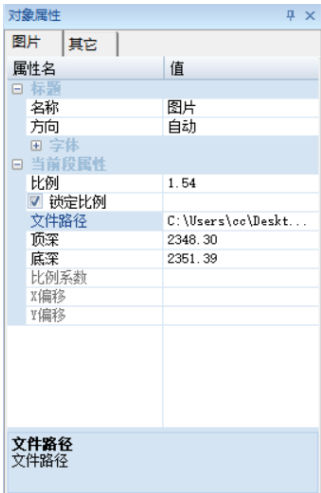 对象属性
图片 其它
属性名 值
标题
名称 图片
方向 自动
字体
当前段属性
比例 1.54
锁定比例
文件路径 C:\Users\cc\Deskt...
顶深 2348.30
底深 2351.39
比例系数
X偏移
Y偏移
文件路径
文件路径